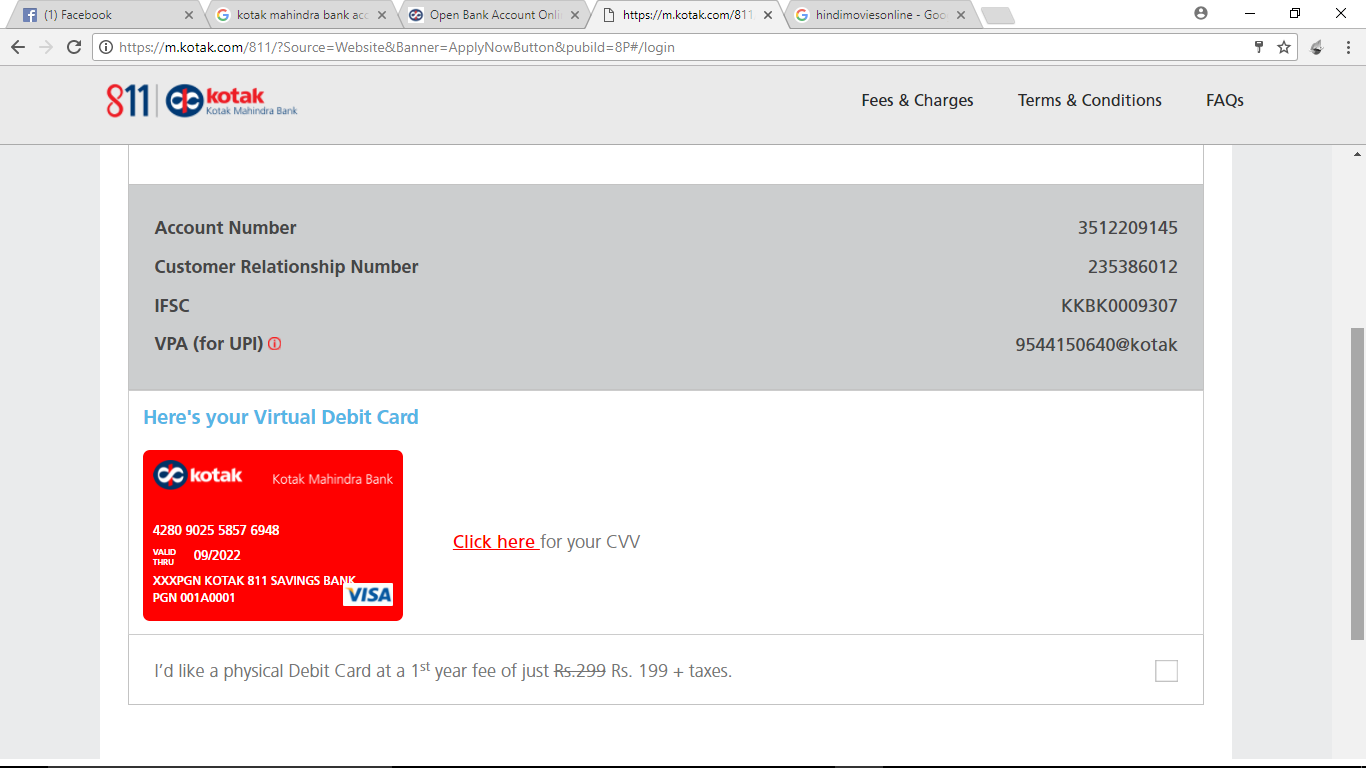 (1) Facebook
kotak mahindra bank acc
Open Bank Account Onli
https://m.kotak.com/811
hindimoviesonline - Goo
https://m.kotak.com/811/?Source=Website&Banner=ApplyNowButton&pubild=8P#/login
811 kotak
Kotak Mahindra Bank
Fees & Charges
Terms & Conditions
FAQs
Account Number 3512209145
Customer Relationship Number 235386012
IFSC KKBK0009307
VPA (for UPI) 9544150640@kotak
Here's your Virtual Debit Card
kotak Kotak Mahindra Bank
4280 9025 5857 6948
VALID THRU 09/2022
XXXPGN KOTAK 811 SAVINGS BANK
PGN 001A0001
VISA
Click here for your CVV
I'd like a physical Debit Card at a 1st year fee of just Rs.299 Rs. 199 + taxes.